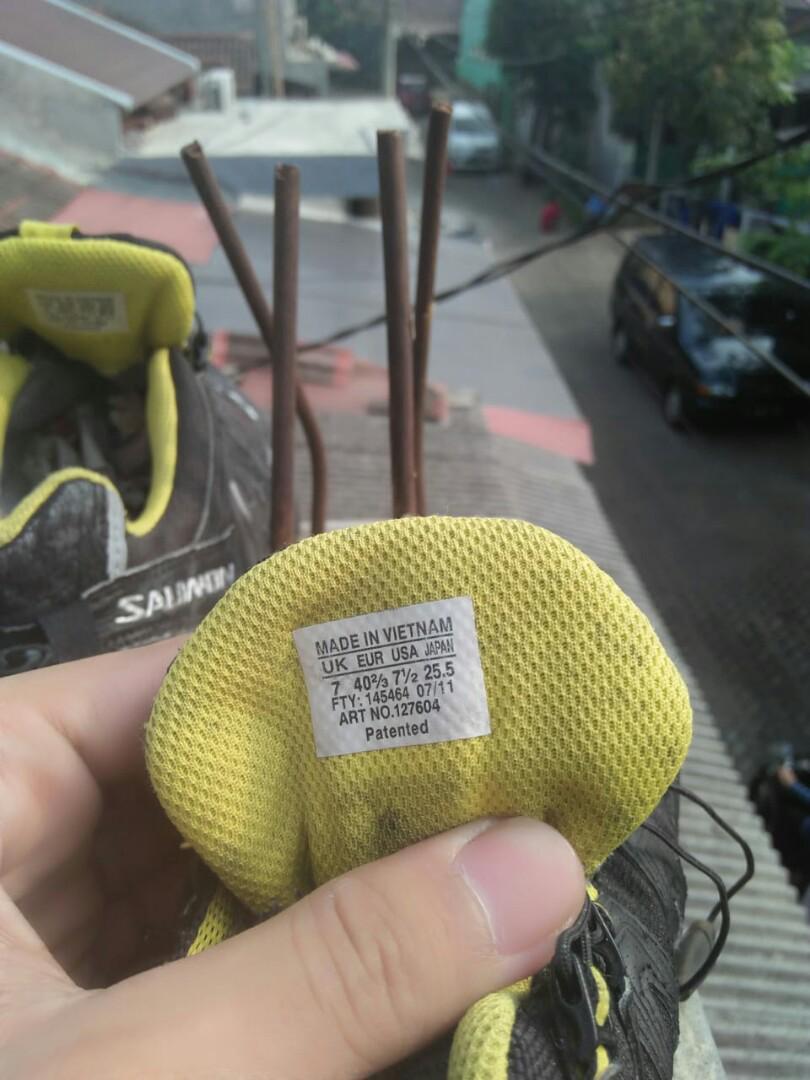 SALOMON
MADE IN VIETNAM
UK EUR USA JAPAN
7 40⅔ 7½ 25.5
FTY: 145464 07/11
ART NO.127604
Patented